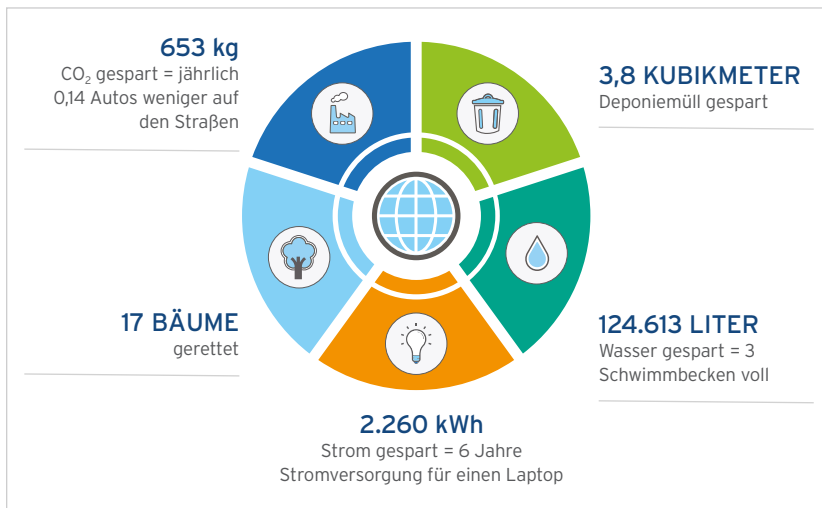 653 kg
CO₂ gespart = jährlich
0,14 Autos weniger auf
den Straßen
3,8 KUBIKMETER
Deponiemüll gespart
17 BÄUME
gerettet
124.613 LITER
Wasser gespart = 3
Schwimmbecken voll
2.260 kWh
Strom gespart = 6 Jahre
Stromversorgung für einen Laptop